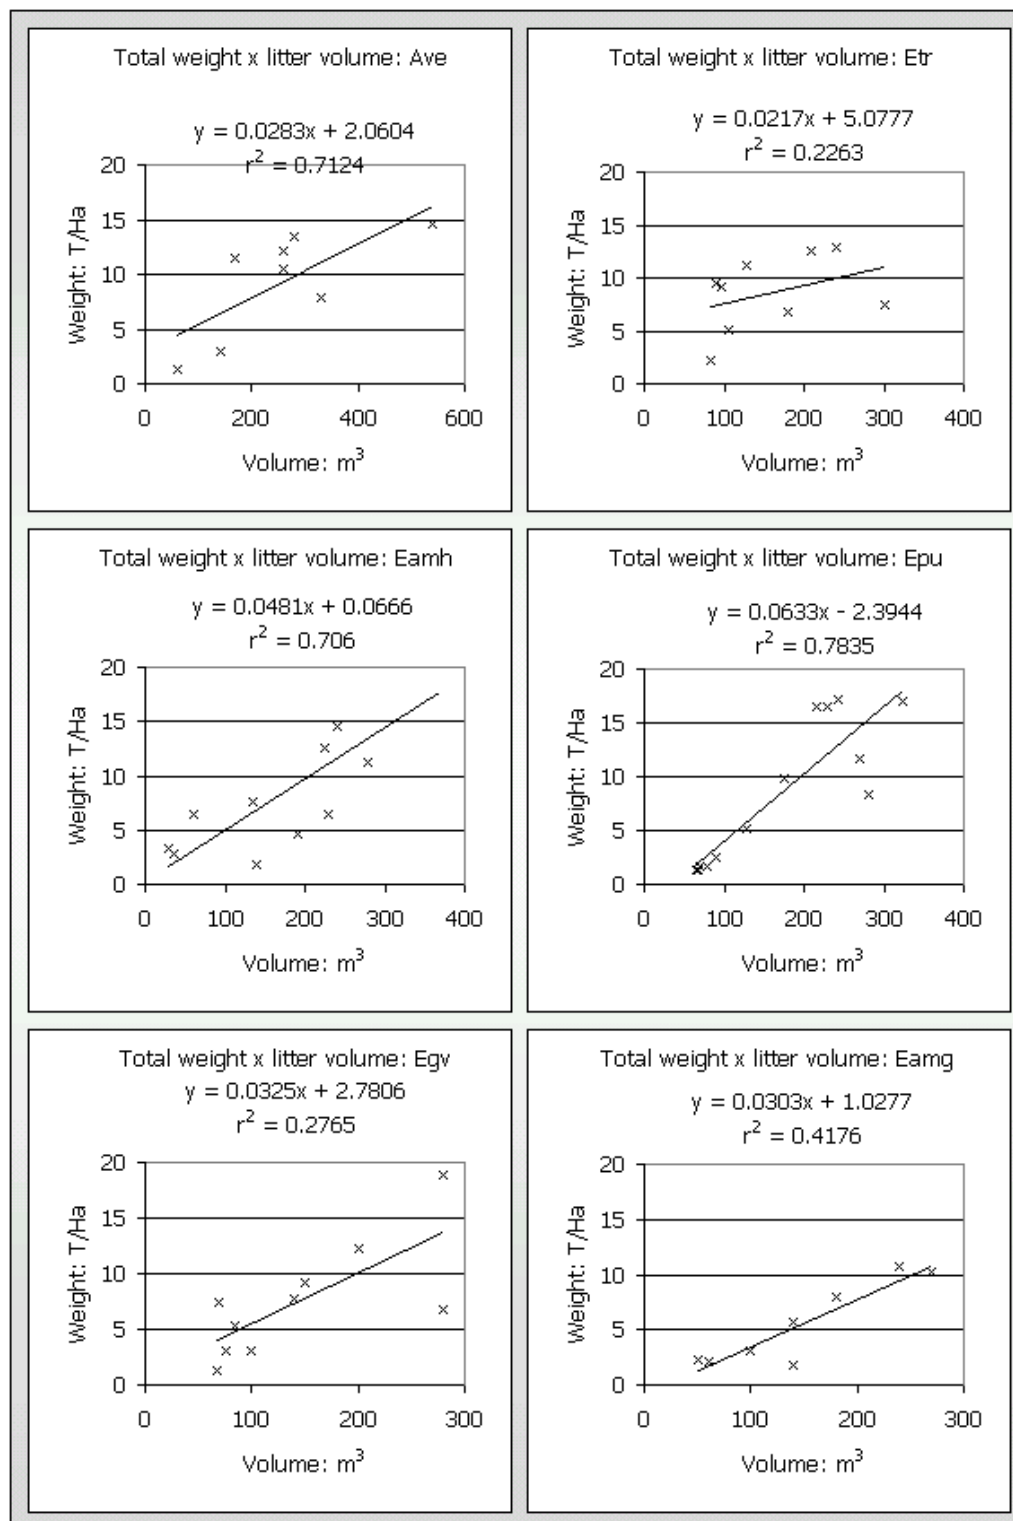 Total weight x litter volume: Ave
y = 0.0283x + 2.0604
r² = 0.7124
20
15
10
5
0
0 200 400 600
Weight: T/Ha
Volume: m³
Total weight x litter volume: Etr
y = 0.0217x + 5.0777
r² = 0.2263
20
15
10
5
0
0 100 200 300 400
Weight: T/Ha
Volume: m³
Total weight x litter volume: Eamh
y = 0.0481x + 0.0666
r² = 0.706
20
15
10
5
0
0 100 200 300 400
Weight: T/Ha
Volume: m³
Total weight x litter volume: Epu
y = 0.0633x - 2.3944
r² = 0.7835
20
15
10
5
0
0 100 200 300 400
Weight: T/Ha
Volume: m³
Total weight x litter volume: Egv
y = 0.0325x + 2.7806
r² = 0.2765
20
15
10
5
0
0 100 200 300
Weight: T/Ha
Volume: m³
Total weight x litter volume: Eamg
y = 0.0303x + 1.0277
r² = 0.4176
20
15
10
5
0
0 100 200 300
Weight: T/Ha
Volume: m³